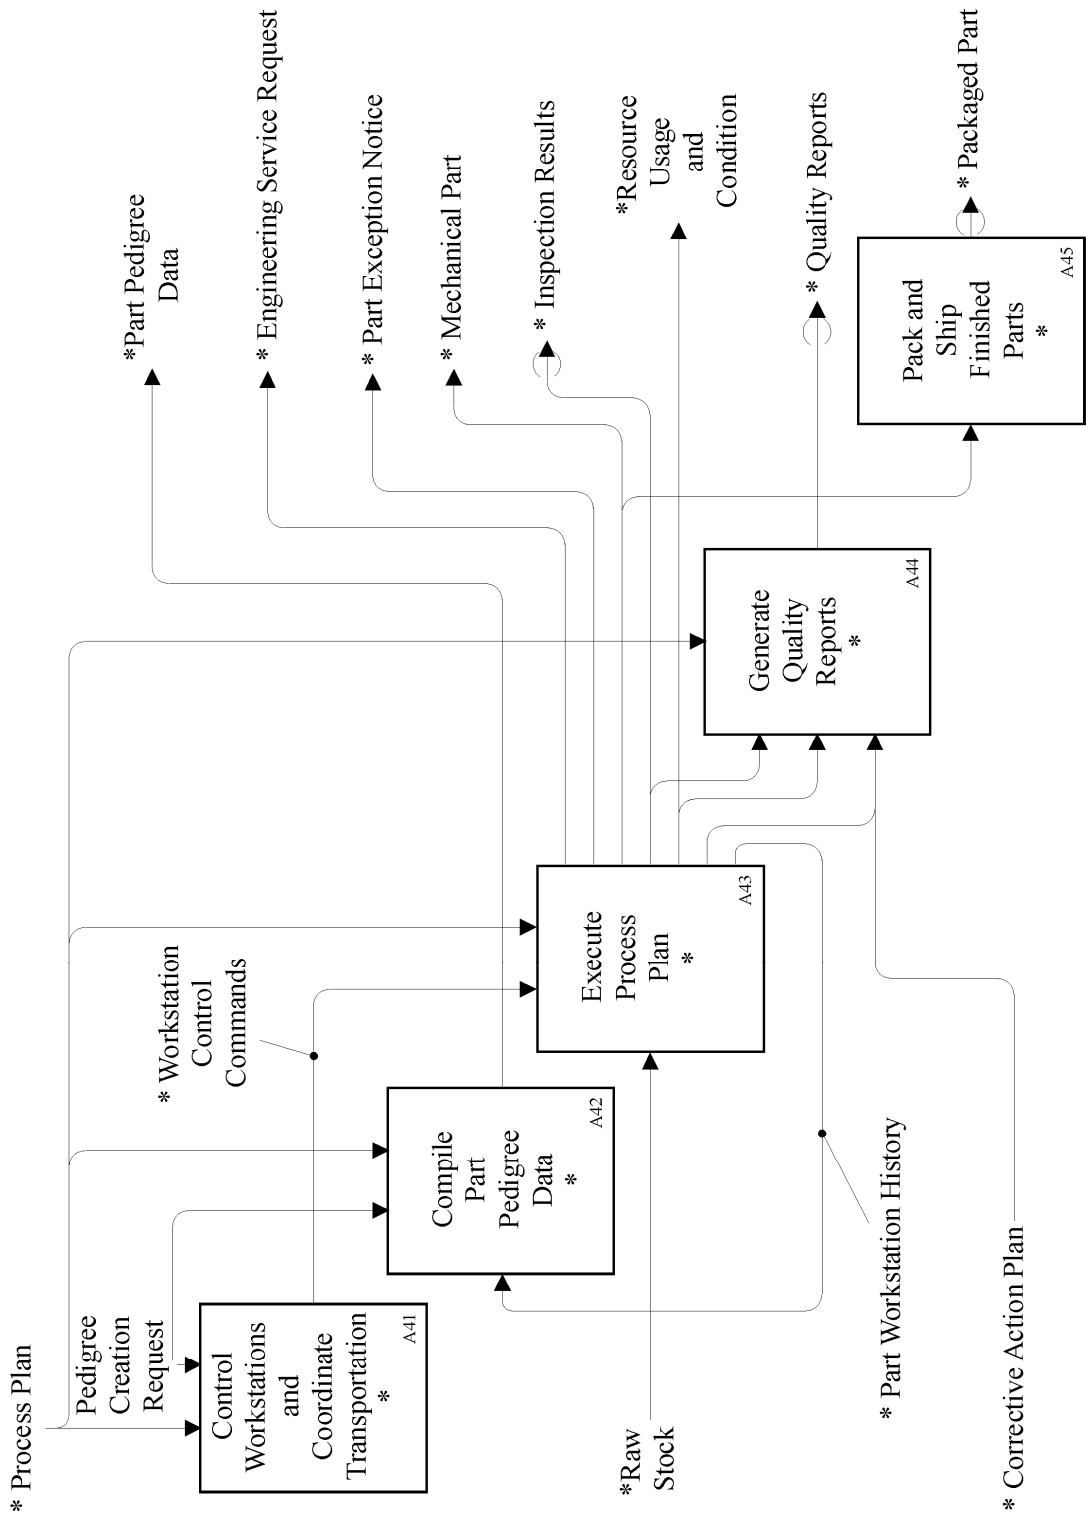 * Process Plan
Pedigree
Creation
Request
Control
Workstations
and
Coordinate
Transportation
*
A41
* Workstation
Control
Commands
Compile
Part
Pedigree
Data
*
A42
Execute
Process
Plan
*
A43
Generate
Quality
Reports
*
A44
Pack and
Ship
Finished
Parts
*
A45
*Part Pedigree
Data
* Engineering Service Request
* Part Exception Notice
* Mechanical Part
* Inspection Results
*Resource
Usage
and
Condition
* Quality Reports
* Packaged Part
*Raw
Stock
* Part Workstation History
* Corrective Action Plan